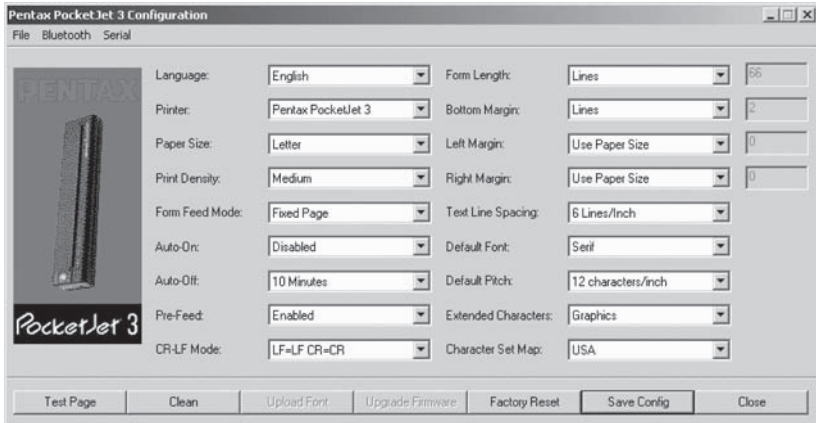 Pentax PocketJet 3 Configuration
File Bluetooth Serial
PENTAX
PocketJet 3
Language: English
Printer: Pentax PocketJet 3
Paper Size: Letter
Print Density: Medium
Form Feed Mode: Fixed Page
Auto-On: Disabled
Auto-Off: 10 Minutes
Pre-Feed: Enabled
CR-LF Mode: LF=LF CR=CR
Form Length: Lines 66
Bottom Margin: Lines 2
Left Margin: Use Paper Size 0
Right Margin: Use Paper Size 0
Text Line Spacing: 6 Lines/Inch
Default Font: Serif
Default Pitch: 12 characters/inch
Extended Characters: Graphics
Character Set Map: USA
Test Page Clean Upload Font Upgrade Firmware Factory Reset Save Config Close